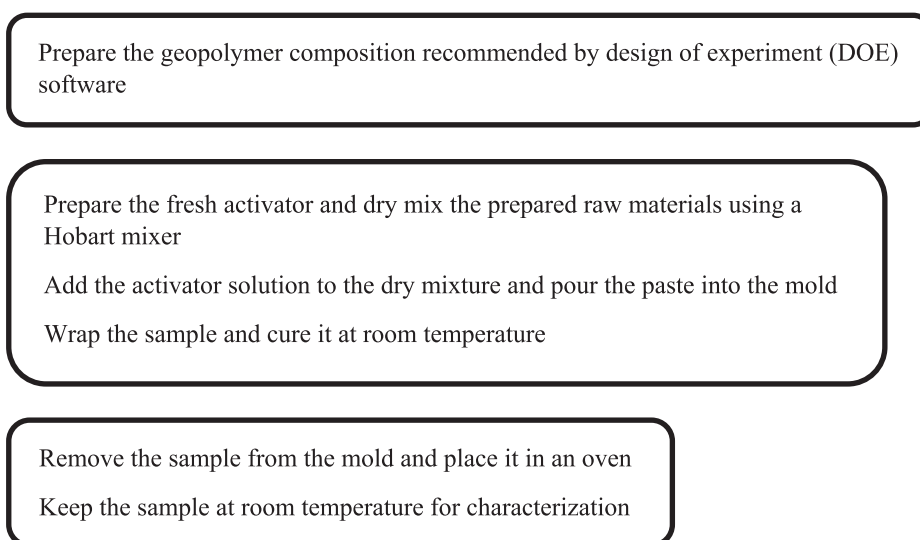 Prepare the geopolymer composition recommended by design of experiment (DOE)
software
Prepare the fresh activator and dry mix the prepared raw materials using a
Hobart mixer
Add the activator solution to the dry mixture and pour the paste into the mold
Wrap the sample and cure it at room temperature
Remove the sample from the mold and place it in an oven
Keep the sample at room temperature for characterization